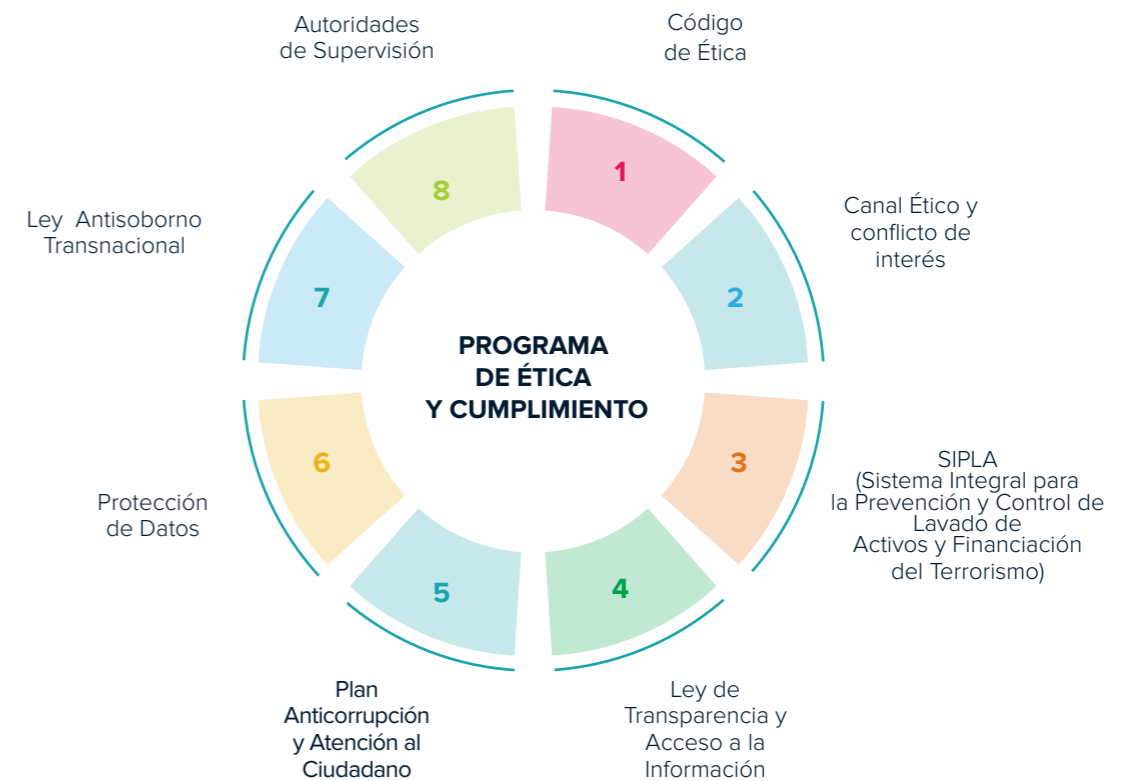 Autoridades
de Supervisión
Código
de Ética
8
1
Ley Antisoborno
Transnacional
Canal Ético y
conflicto de
interés
7
2
PROGRAMA
DE ÉTICA
Y CUMPLIMIENTO
6
3
Protección
de Datos
SIPLA
(Sistema Integral para
la Prevención y Control de
Lavado de
Activos y Financiación
del Terrorismo)
5
4
Plan
Anticorrupción
y Atención al
Ciudadano
Ley de
Transparencia y
Acceso a la
Información